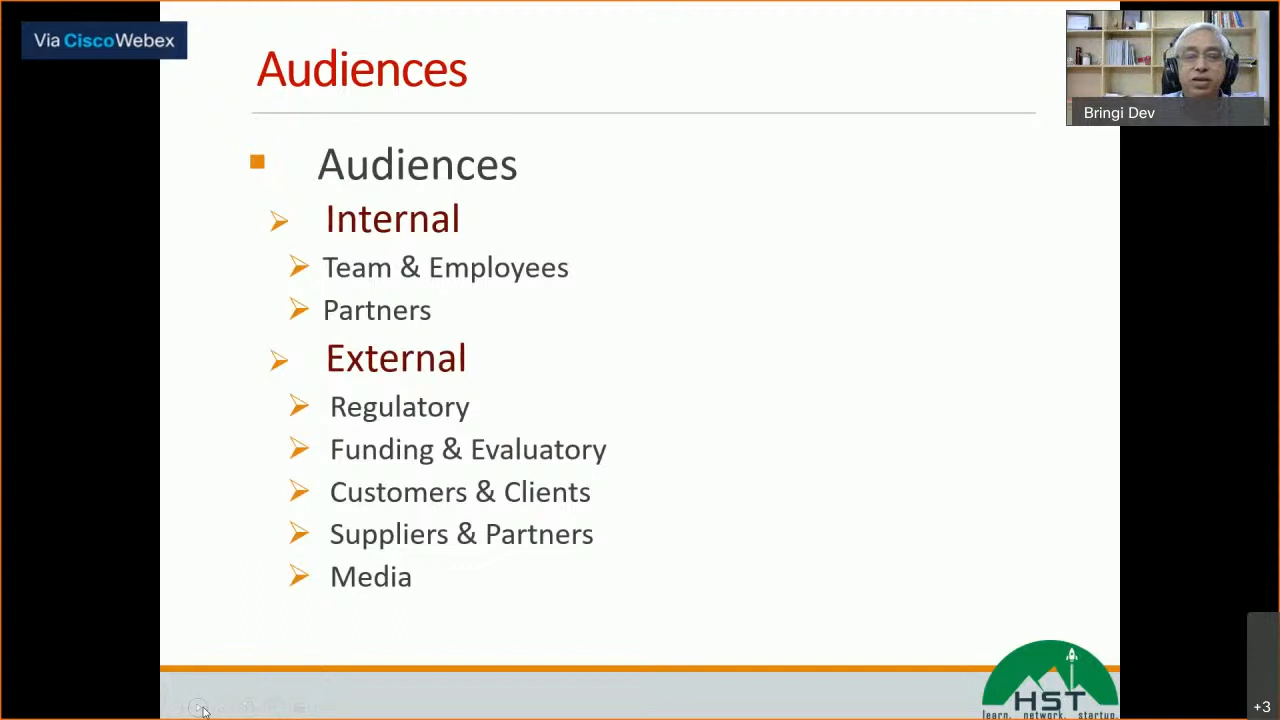 Via CiscoWebex
Audiences
Bringi Dev
Audiences
Internal
Team & Employees
Partners
External
Regulatory
Funding & Evaluatory
Customers & Clients
Suppliers & Partners
Media
HST
learn. network. startup.
+3